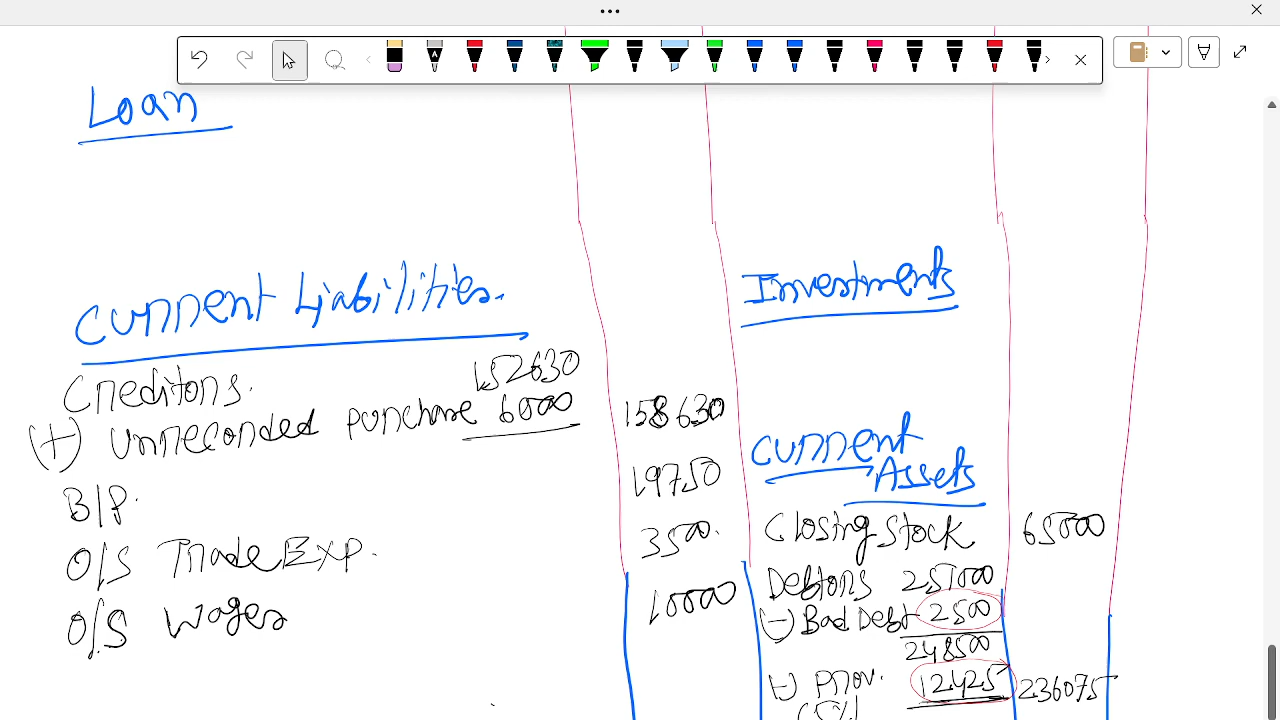 Loan
Current Liabilities.
Creditors. 152630
(+) Unrecorded purchase 6000 158630
B/P. 19750
O/S Trade Exp. 3500.
O/S Wages 10000
Investments
Current
Assets
Closing Stock 65000
Debtors 251000
(-) Bad Debt 2500
248500
(-) Prov. 12425 236075
(5%)